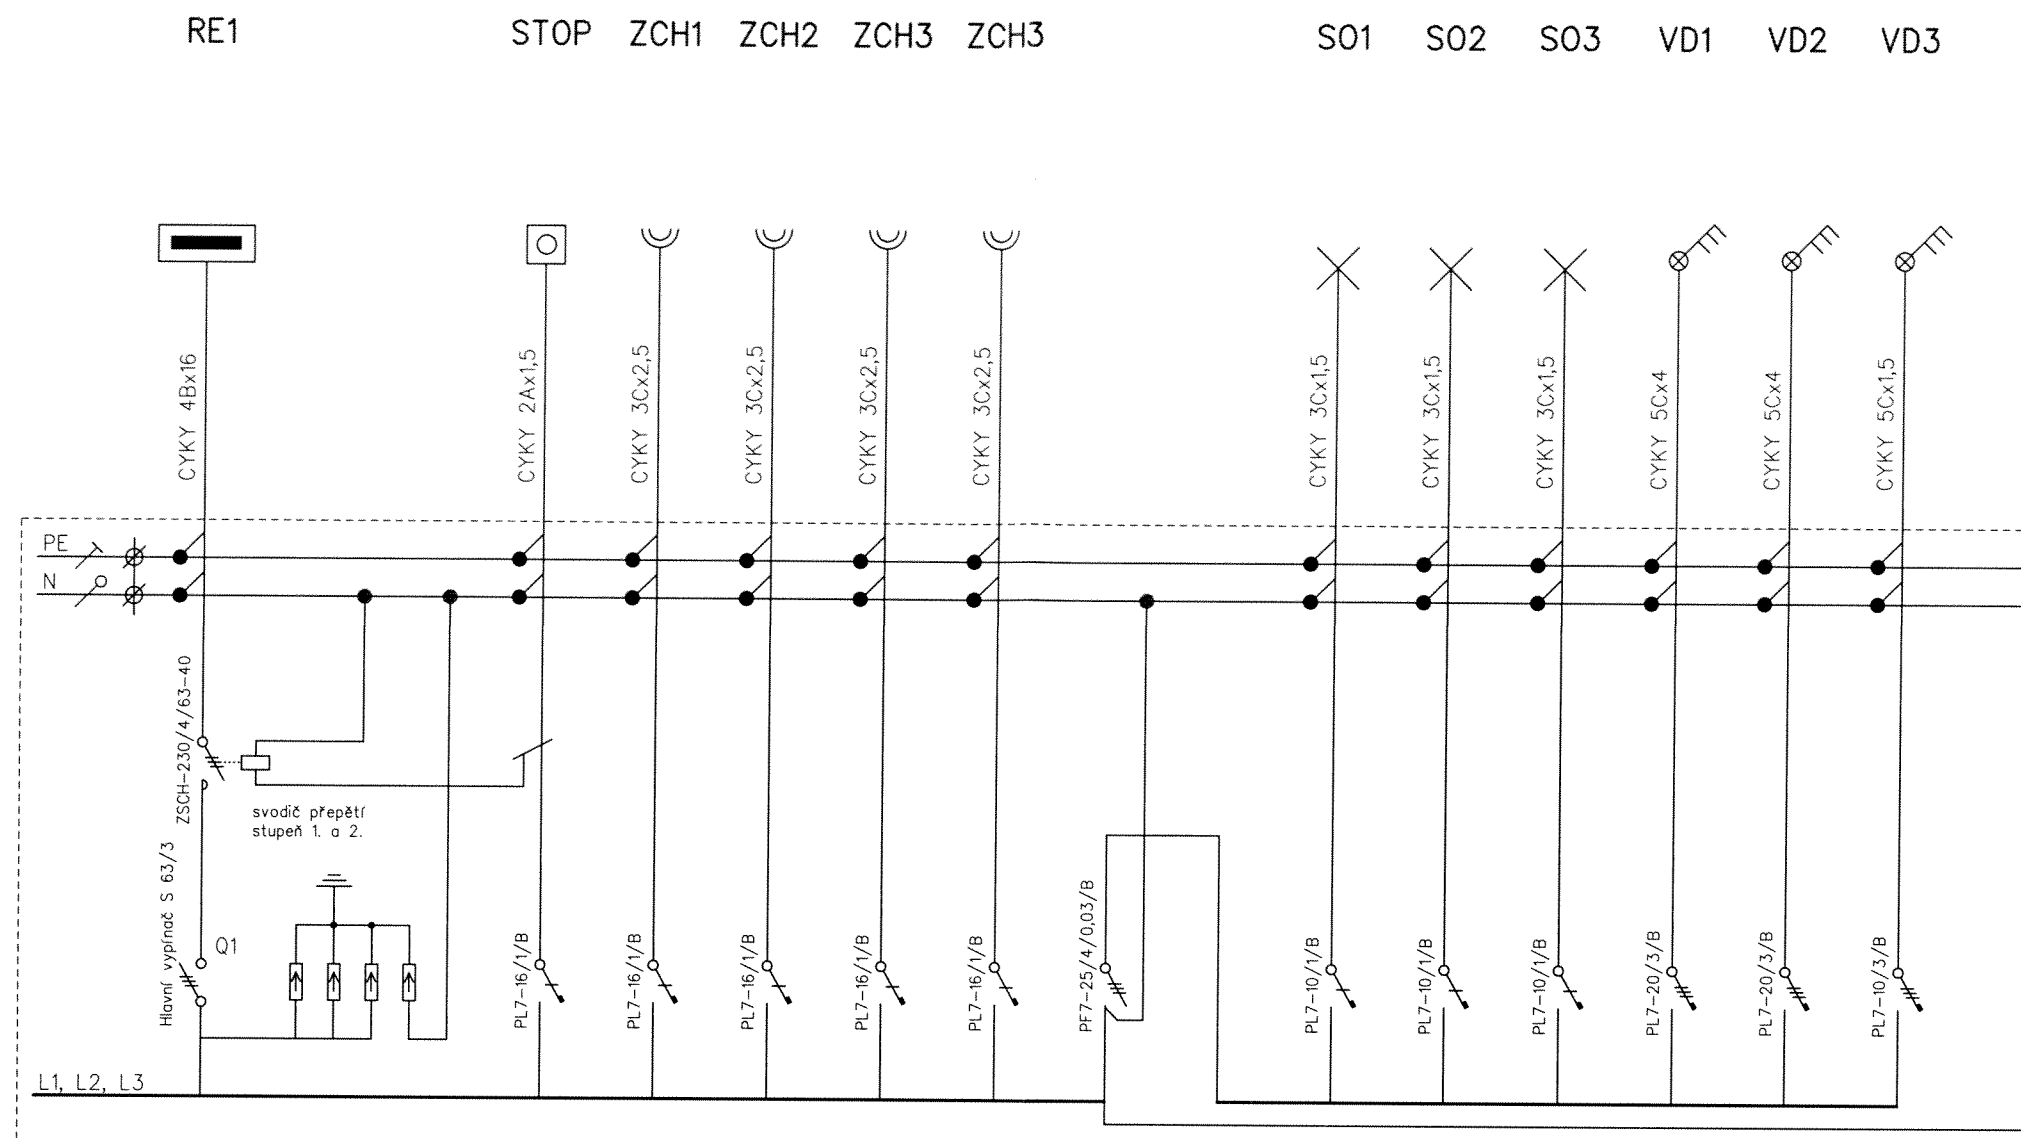 RE1
STOP
ZCH1
ZCH2
ZCH3
ZCH3
SO1
SO2
SO3
VD1
VD2
VD3
CYKY 4Bx16
CYKY 2Ax1,5
CYKY 3Cx2,5
CYKY 3Cx2,5
CYKY 3Cx2,5
CYKY 3Cx2,5
CYKY 3Cx1,5
CYKY 3Cx1,5
CYKY 3Cx1,5
CYKY 5Cx4
CYKY 5Cx4
CYKY 5Cx1,5
PE
N
ZSCH-230/4/63-40
svodič přepětí
stupeň 1. a 2.
Hlavní vypínač S 63/3
Q1
PL7-16/1/B
PL7-16/1/B
PL7-16/1/B
PL7-16/1/B
PL7-16/1/B
PF7-25/4/0,03/B
PL7-10/1/B
PL7-10/1/B
PL7-10/1/B
PL7-20/3/B
PL7-20/3/B
PL7-10/3/B
L1, L2, L3